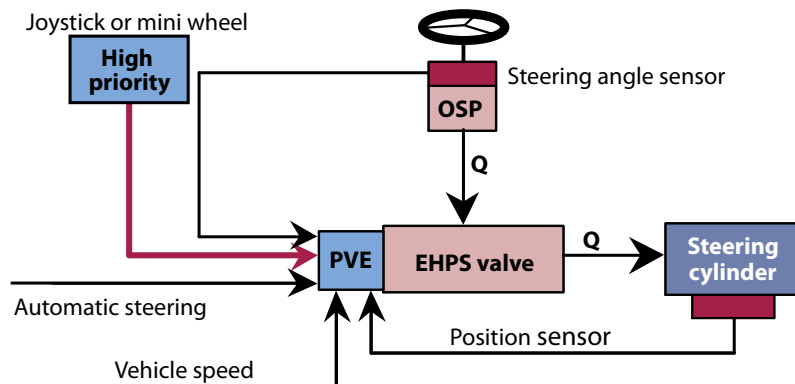 Joystick or mini wheel
High
priority
Steering angle sensor
OSP
Q
PVE
EHPS valve
Q
Steering
cylinder
Automatic steering
Position sensor
Vehicle speed